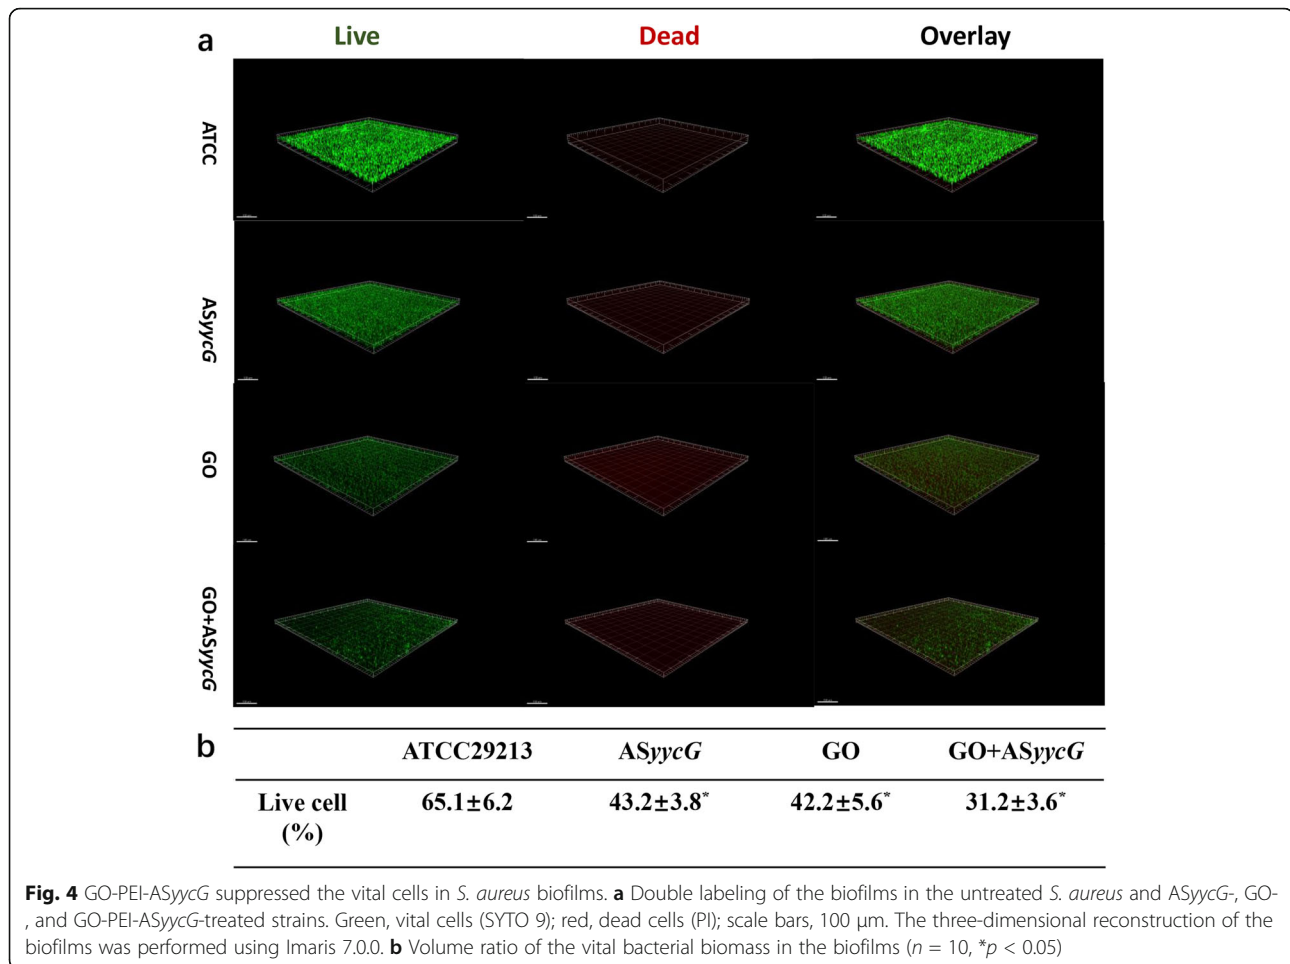 a
Live
Dead
Overlay
ATCC
ASyycG
GO
GO+ASyycG
b
ATCC29213 ASyycG GO GO+ASyycG
Live cell 65.1±6.2 43.2±3.8* 42.2±5.6* 31.2±3.6*
(%)
Fig. 4 GO-PEI-ASyycG suppressed the vital cells in S. aureus biofilms. a Double labeling of the biofilms in the untreated S. aureus and ASyycG-, GO-
, and GO-PEI-ASyycG-treated strains. Green, vital cells (SYTO 9); red, dead cells (PI); scale bars, 100 μm. The three-dimensional reconstruction of the
biofilms was performed using Imaris 7.0.0. b Volume ratio of the vital bacterial biomass in the biofilms (n = 10, *p < 0.05)